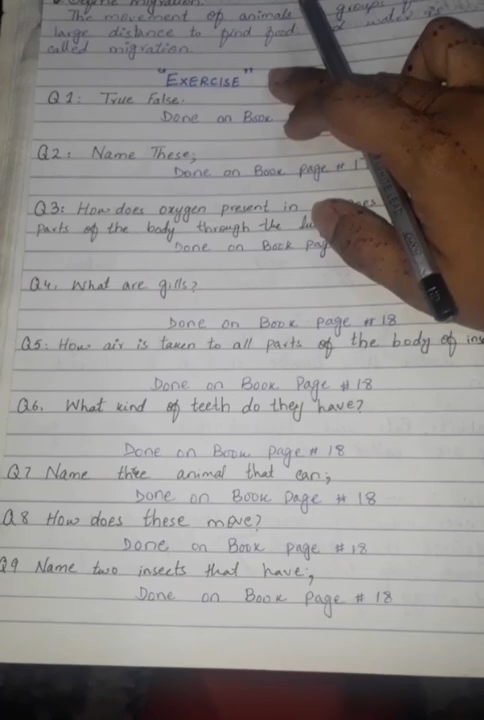 migration.
The movement of animals groups
large distance to find food water is
called migration.
"EXERCISE"
Q1: True False.
Done on Book
Q2: Name These;
Done on Book page # 1
Q3: How does oxygen present in
parts of the body through the
Done on Book Pag
Q4. What are gills?
Done on Book page # 18
Q5: How air is taken to all parts of the body of ins
Done on Book Page # 18
Q6. What kind of teeth do they have?
Done on Book page # 18
Q7 Name three animal that can;
Done on Book Page # 18
Q8 How does these move?
Done on Book page # 18
Q9 Name two insects that have;
Done on Book Page # 18